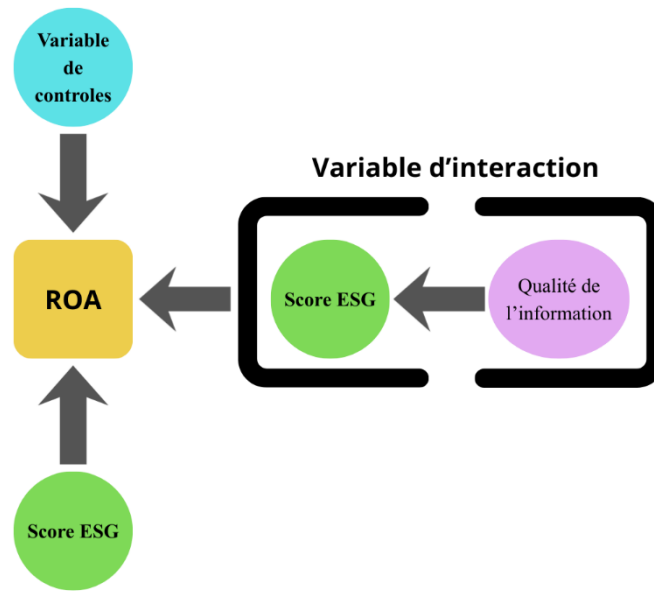 Variable
de
controles
Variable d’interaction
ROA
Score ESG
Qualité de
l’information
Score ESG